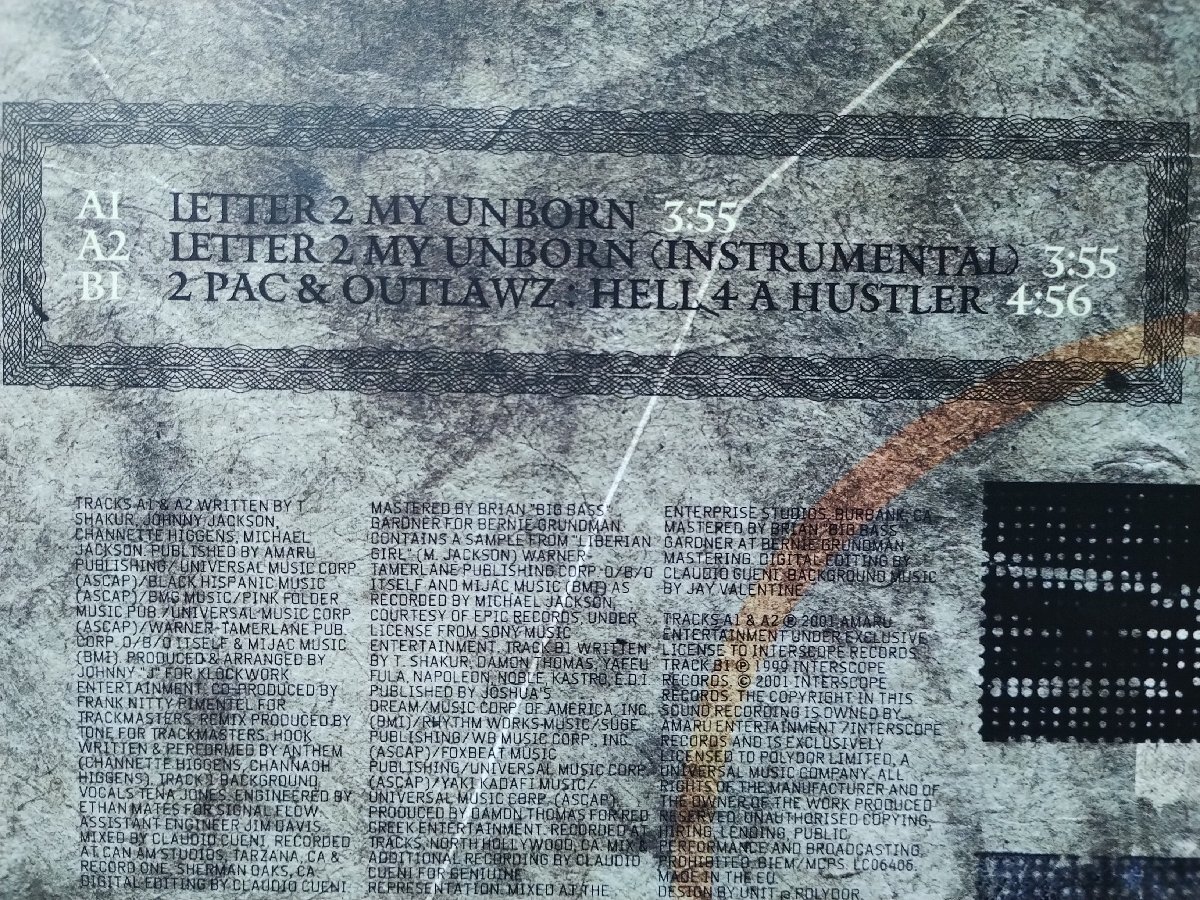 A1 LETTER 2 MY UNBORN 3:55
A2 LETTER 2 MY UNBORN (INSTRUMENTAL) 3:55
B1 2 PAC & OUTLAWZ : HELL 4 A HUSTLER 4:56
TRACKS A1 & A2 WRITTEN BY T.
SHAKUR, JOHNNY JACKSON,
CHANNETTE HIGGENS, MICHAEL
JACKSON. PUBLISHED BY AMARU
PUBLISHING/UNIVERSAL MUSIC CORP
(ASCAP)/BLACK HISPANIC MUSIC
(ASCAP)/BMG MUSIC/PINK FOLDER
MUSIC PUB /UNIVERSAL MUSIC CORP
(ASCAP)/WARNER-TAMERLANE PUB.
CORP. O/B/O ITSELF & MIJAC MUSIC
(BMI). PRODUCED & ARRANGED BY
JOHNNY "J" FOR KLOCKWORK
ENTERTAINMENT. CO-PRODUCED BY
FRANK NITTY PIMENTEL FOR
TRACKMASTERS. REMIX PRODUCED BY
TONE FOR TRACKMASTERS. HOOK
WRITTEN & PERFORMED BY ANTHEM
(CHANNETTE HIGGENS, CHANNAOH
HIGGENS). TRACK 1 BACKGROUND
VOCALS TENA JONES. ENGINEERED BY
ETHAN MATES FOR SIGNAL FLOW.
ASSISTANT ENGINEER JIM DAVIS.
MIXED BY CLAUDIO CUENI. RECORDED
AT CAN AM STUDIOS, TARZANA, CA &
RECORD ONE, SHERMAN OAKS, CA
DIGITAL EDITING BY CLAUDIO CUENI
MASTERED BY BRIAN "BIG BASS"
GARDNER FOR BERNIE GRUNDMAN.
CONTAINS A SAMPLE FROM "LIBERIAN
GIRL" (M. JACKSON) WARNER-
TAMERLANE PUBLISHING CORP. O/B/O
ITSELF AND MIJAC MUSIC (BMI) AS
RECORDED BY MICHAEL JACKSON,
COURTESY OF EPIC RECORDS, UNDER
LICENSE FROM SONY MUSIC
ENTERTAINMENT. TRACK B1 WRITTEN
BY T. SHAKUR, DAMON THOMAS, YAFEU
FULA, NAPOLEON, NOBLE, KASTRO, E.D.I.
PUBLISHED BY JOSHUA'S
DREAM/MUSIC CORP OF AMERICA, INC.
(BMI)/RHYTHM WORKS MUSIC/SUGE
PUBLISHING/WB MUSIC CORP., INC.
(ASCAP)/FOXBEAT MUSIC
PUBLISHING/UNIVERSAL MUSIC CORP.
(ASCAP)/YAKI KADAFI MUSIC/
UNIVERSAL MUSIC CORP. (ASCAP).
PRODUCED BY DAMON THOMAS FOR RED
CREEK ENTERTAINMENT. RECORDED AT
TRACKS, NORTH HOLLYWOOD, CA. MIX &
ADDITIONAL RECORDING BY CLAUDIO
CUENI FOR GENUINE
REPRESENTATION. MIXED AT THE
ENTERPRISE STUDIOS, BURBANK, CA.
MASTERED BY BRIAN "BIG BASS"
GARDNER AT BERNIE GRUNDMAN
MASTERING. DIGITAL EDITING BY
CLAUDIO CUENI. BACKGROUND MUSIC
BY JAY VALENTINE
TRACKS A1 & A2 ℗ 2001 AMARU
ENTERTAINMENT UNDER EXCLUSIVE
LICENSE TO INTERSCOPE RECORDS.
TRACK B1 ℗ 1999 INTERSCOPE
RECORDS. © 2001 INTERSCOPE
RECORDS. THE COPYRIGHT IN THIS
SOUND RECORDING IS OWNED BY
AMARU ENTERTAINMENT /INTERSCOPE
RECORDS AND IS EXCLUSIVELY
LICENSED TO POLYDOR LIMITED, A
UNIVERSAL MUSIC COMPANY. ALL
RIGHTS OF THE MANUFACTURER AND OF
THE OWNER OF THE WORK PRODUCED
RESERVED. UNAUTHORISED COPYING,
HIRING, LENDING, PUBLIC
PERFORMANCE AND BROADCASTING
PROHIBITED. BIEM/MCPS. LC06406.
MADE IN THE EU
DESIGN BY UNIT @ POLYDOR.